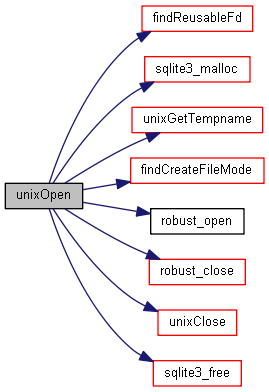 findReusableFd
sqlite3_malloc
unixGetTempname
findCreateFileMode
unixOpen
robust_open
robust_close
unixClose
sqlite3_free